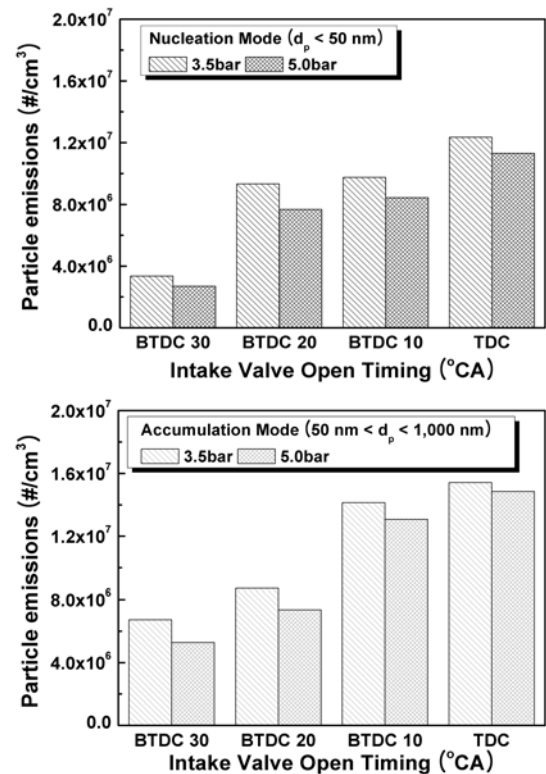 2.0x10⁷
1.6x10⁷
1.2x10⁷
8.0x10⁶
4.0x10⁶
0.0
Particle emissions (#/cm³)
Nucleation Mode (dₚ < 50 nm)
3.5bar 5.0bar
BTDC 30 BTDC 20 BTDC 10 TDC
Intake Valve Open Timing (°CA)
2.0x10⁷
1.6x10⁷
1.2x10⁷
8.0x10⁶
4.0x10⁶
0.0
Particle emissions (#/cm³)
Accumulation Mode (50 nm < dₚ < 1,000 nm)
3.5bar 5.0bar
BTDC 30 BTDC 20 BTDC 10 TDC
Intake Valve Open Timing (°CA)